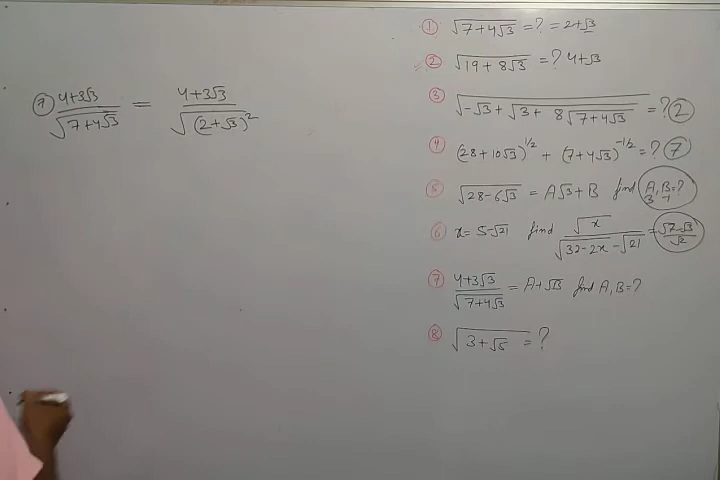 ⑦ 4+3√3 / √(7+4√3) = 4+3√3 / √((2+√3)²)
① √(7+4√3) = ? = 2+√3
② √(19+8√3) = ? 4+√3
③ √(-√3+√(3+8√(7+4√3))) = ? 2
④ (28+10√3)^1/2 + (7+4√3)^-1/2 = ? 7
⑤ √(28-6√3) = A√3+B find A,B=? 3 -1
⑥ x = 5-√21 find √x / (√(32-2x) -√21) = (√7-√3)/√2
⑦ 4+3√3 / √(7+4√3) = A+√B find A,B=?
⑧ √(3+√5) = ?